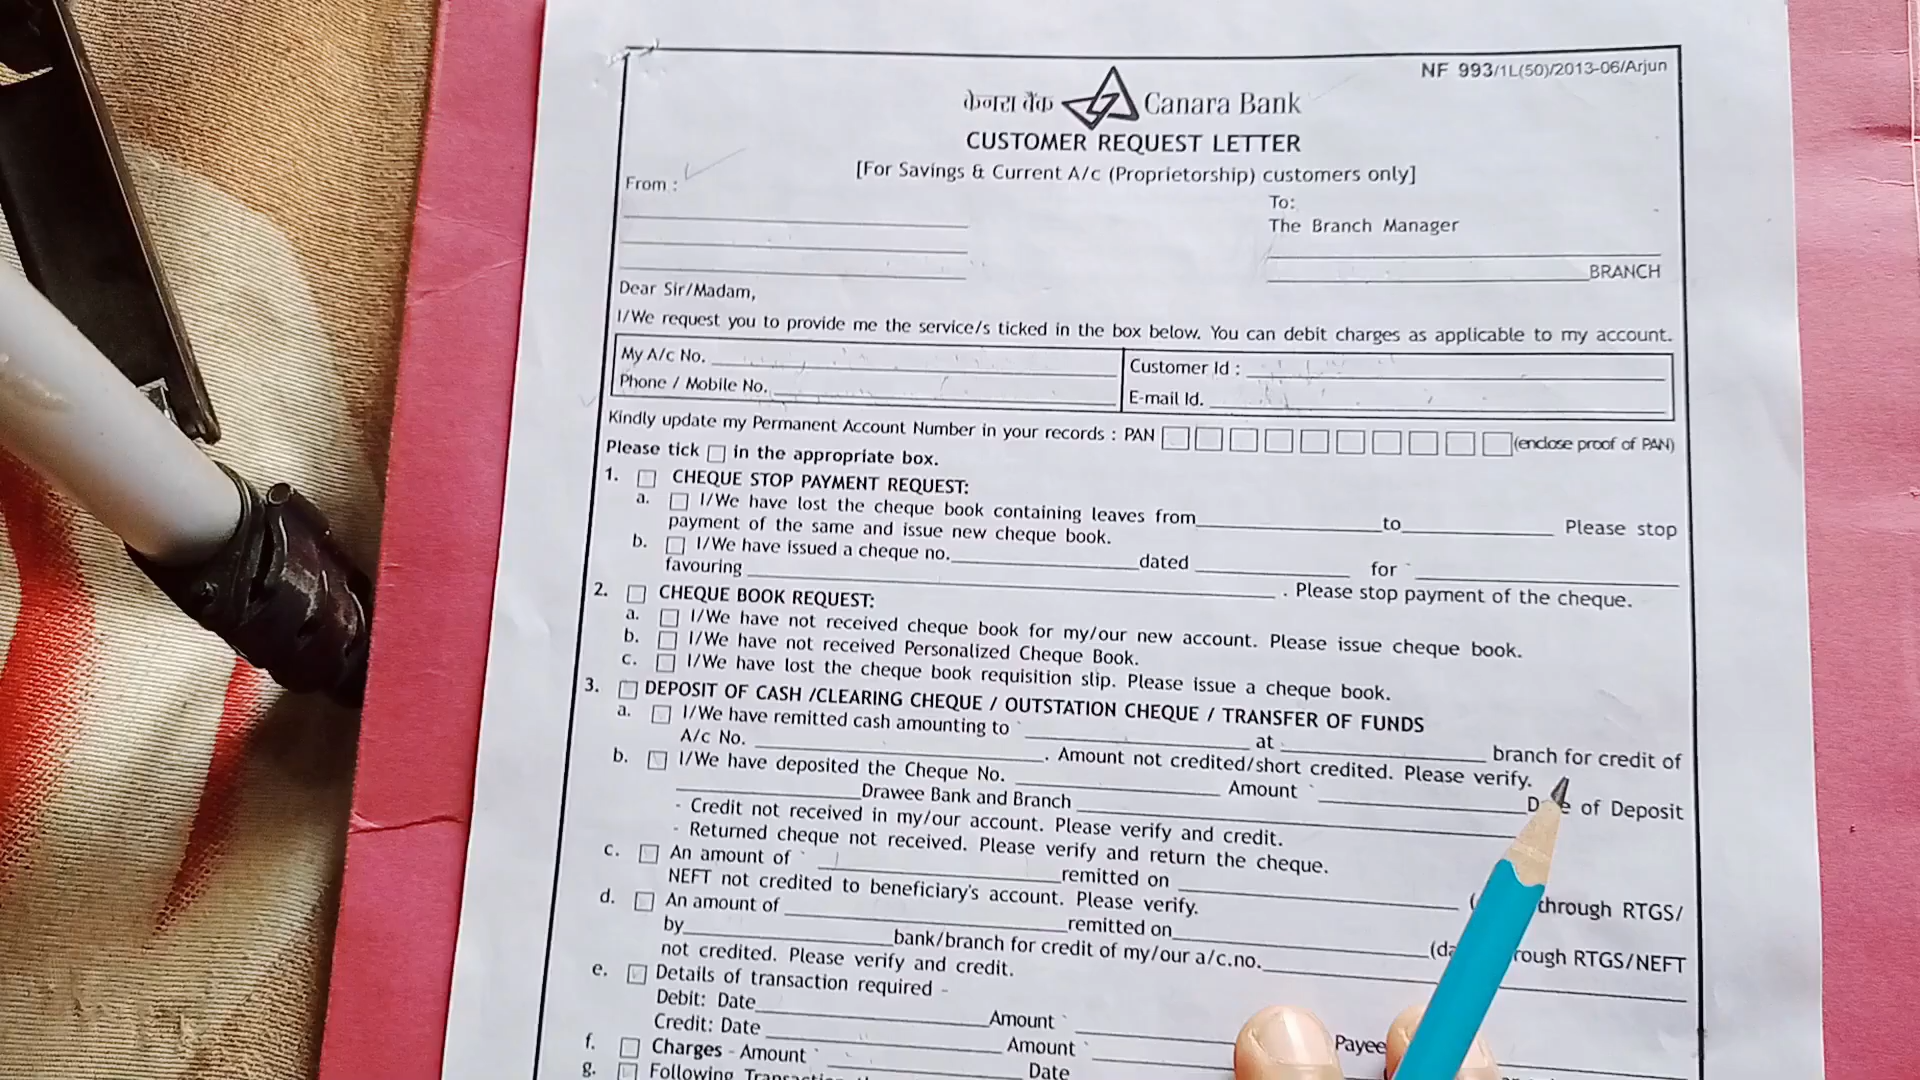 NF 993/1L(50)/2013-06/Arjun
केनरा बैंक Canara Bank
CUSTOMER REQUEST LETTER
[For Savings & Current A/c (Proprietorship) customers only]
From :
To:
The Branch Manager
BRANCH
Dear Sir/Madam,
I/We request you to provide me the service/s ticked in the box below. You can debit charges as applicable to my account.
My A/c No. Customer Id :
Phone / Mobile No. E-mail Id.
Kindly update my Permanent Account Number in your records : PAN (enclose proof of PAN)
Please tick in the appropriate box.
1. CHEQUE STOP PAYMENT REQUEST:
a. I/We have lost the cheque book containing leaves from to Please stop
payment of the same and issue new cheque book.
b. I/We have issued a cheque no. dated for
favouring . Please stop payment of the cheque.
2. CHEQUE BOOK REQUEST:
a. I/We have not received cheque book for my/our new account. Please issue cheque book.
b. I/We have not received Personalized Cheque Book.
c. I/We have lost the cheque book requisition slip. Please issue a cheque book.
3. DEPOSIT OF CASH /CLEARING CHEQUE / OUTSTATION CHEQUE / TRANSFER OF FUNDS
a. I/We have remitted cash amounting to ` at branch for credit of
A/c No. . Amount not credited/short credited. Please verify.
b. I/We have deposited the Cheque No. Amount ` of Deposit
Drawee Bank and Branch
- Credit not received in my/our account. Please verify and credit.
- Returned cheque not received. Please verify and return the cheque.
c. An amount of ` remitted on through RTGS/
NEFT not credited to beneficiary's account. Please verify.
d. An amount of remitted on RTGS/NEFT
by bank/branch for credit of my/our a/c.no.
not credited. Please verify and credit.
e. Details of transaction required -
Debit: Date Amount ` Payee
Credit: Date Amount `
f. Charges - Amount ` Date
g. Following